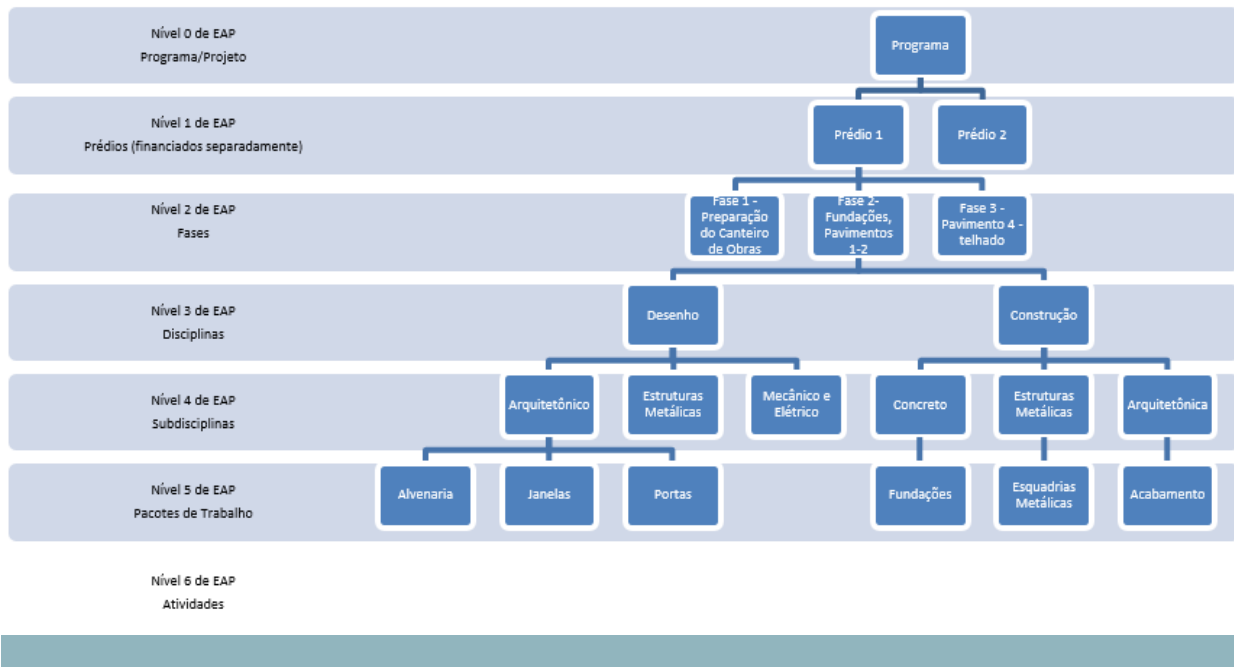 Nível 0 de EAP
Programa/Projeto
Programa
Nível 1 de EAP
Prédios (financiados separadamente)
Prédio 1
Prédio 2
Nível 2 de EAP
Fases
Fase 1 -
Preparação
do Canteiro
de Obras
Fase 2-
Fundações,
Pavimentos
1-2
Fase 3 -
Pavimento 4 -
telhado
Nível 3 de EAP
Disciplinas
Desenho
Construção
Nível 4 de EAP
Subdisciplinas
Arquitetônico
Estruturas
Metálicas
Mecânico e
Elétrico
Concreto
Estruturas
Metálicas
Arquitetônica
Nível 5 de EAP
Pacotes de Trabalho
Alvenaria
Janelas
Portas
Fundações
Esquadrias
Metálicas
Acabamento
Nível 6 de EAP
Atividades